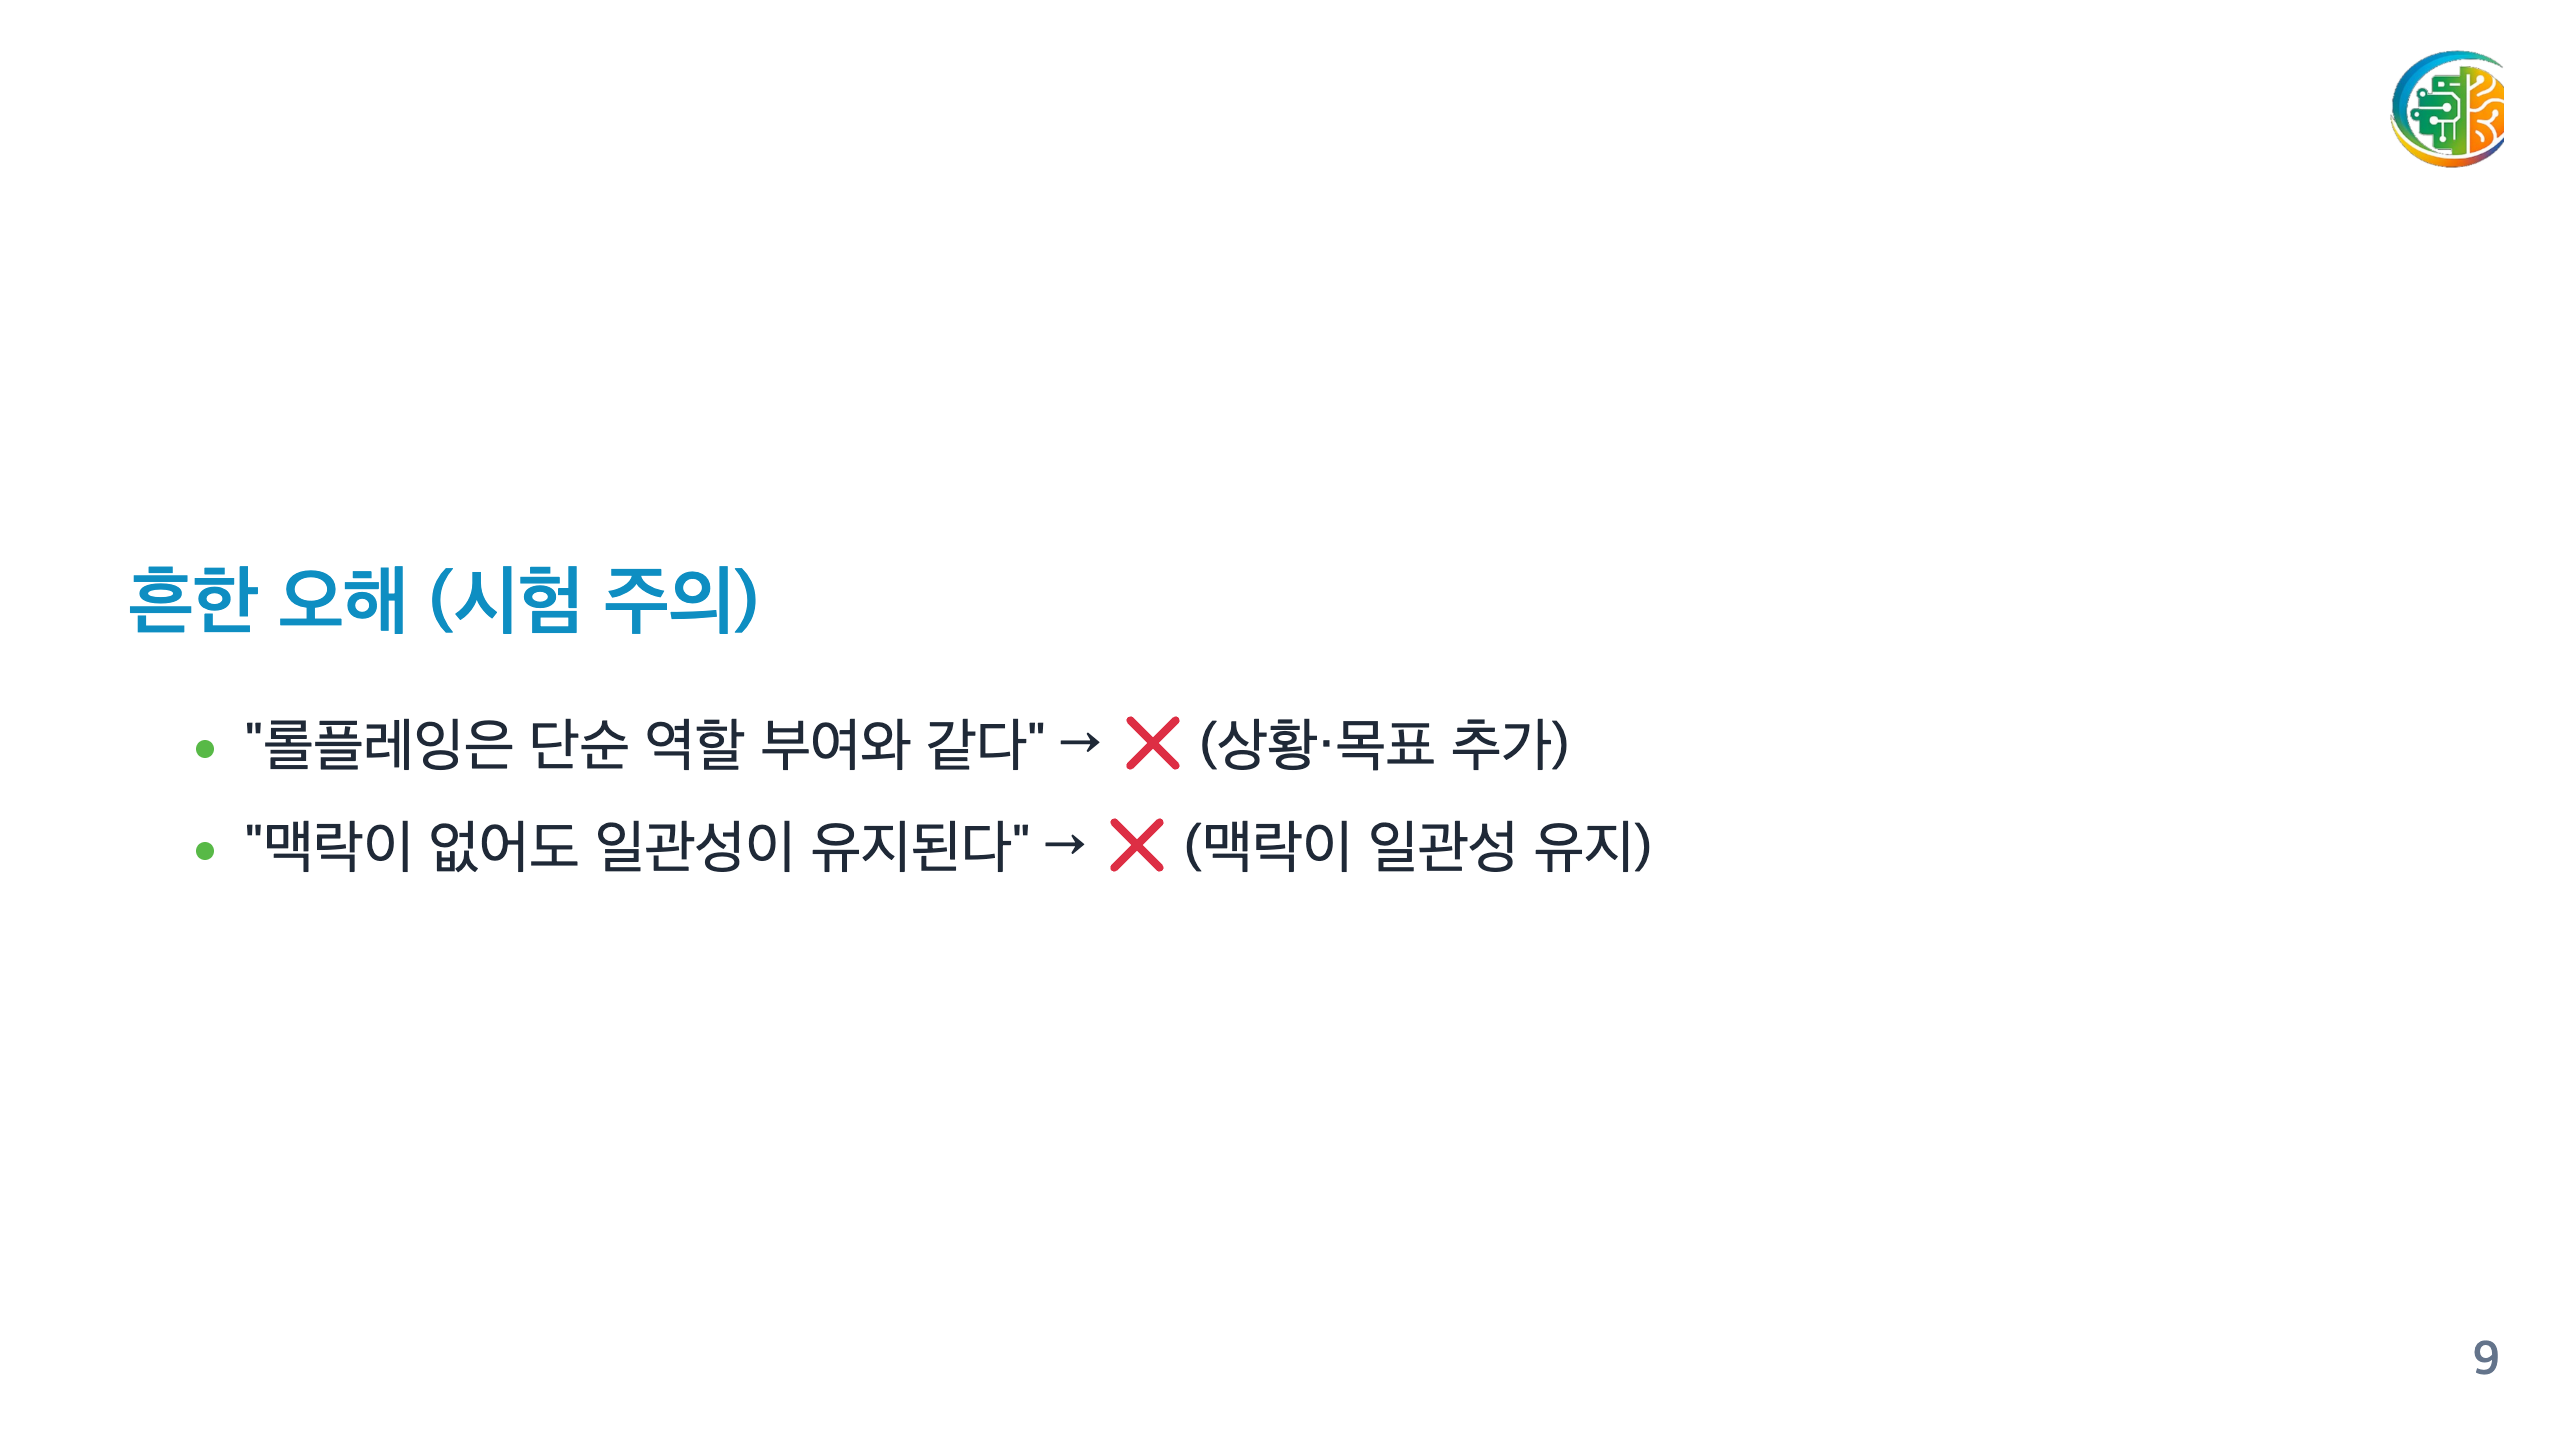 흔한 오해 (시험 주의)
• "롤플레잉은 단순 역할 부여와 같다" → ❌ (상황·목표 추가)
• "맥락이 없어도 일관성이 유지된다" → ❌ (맥락이 일관성 유지)
9